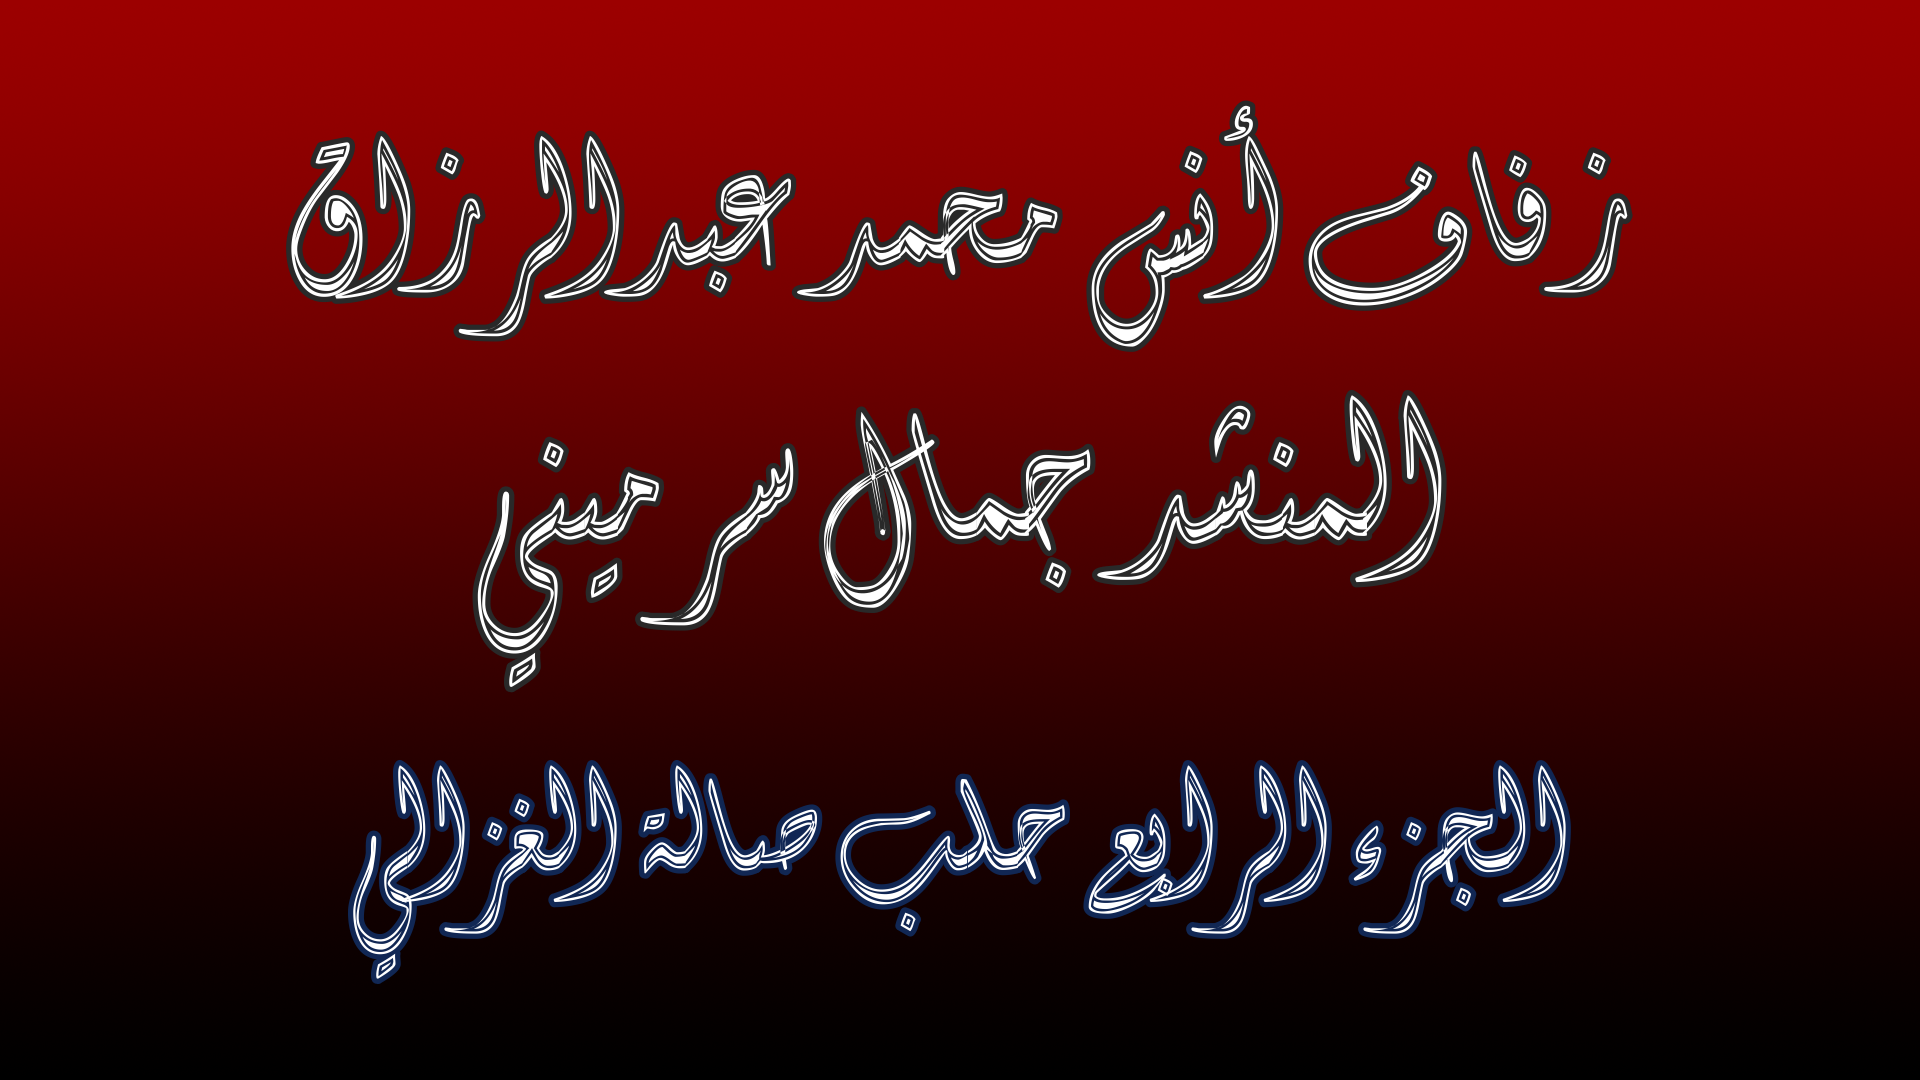 زفاف أنس محمد عبدالرزاق
المنشد جمال سرميني
الجزء الرابع حلب صالة الغزالي